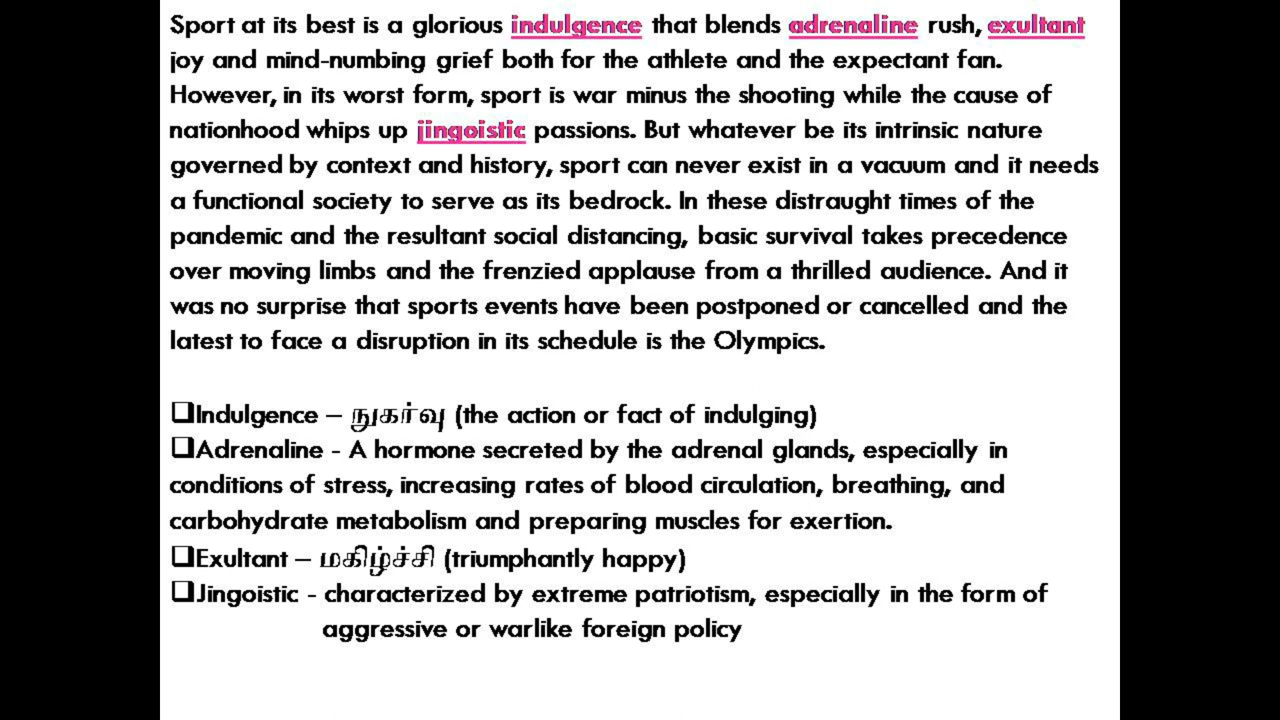 Sport at its best is a glorious indulgence that blends adrenaline rush, exultant
joy and mind-numbing grief both for the athlete and the expectant fan.
However, in its worst form, sport is war minus the shooting while the cause of
nationhood whips up jingoistic passions. But whatever be its intrinsic nature
governed by context and history, sport can never exist in a vacuum and it needs
a functional society to serve as its bedrock. In these distraught times of the
pandemic and the resultant social distancing, basic survival takes precedence
over moving limbs and the frenzied applause from a thrilled audience. And it
was no surprise that sports events have been postponed or cancelled and the
latest to face a disruption in its schedule is the Olympics.
❑Indulgence – நுகர்வு (the action or fact of indulging)
❑Adrenaline - A hormone secreted by the adrenal glands, especially in
conditions of stress, increasing rates of blood circulation, breathing, and
carbohydrate metabolism and preparing muscles for exertion.
❑Exultant – மகிழ்ச்சி (triumphantly happy)
❑Jingoistic - characterized by extreme patriotism, especially in the form of
aggressive or warlike foreign policy